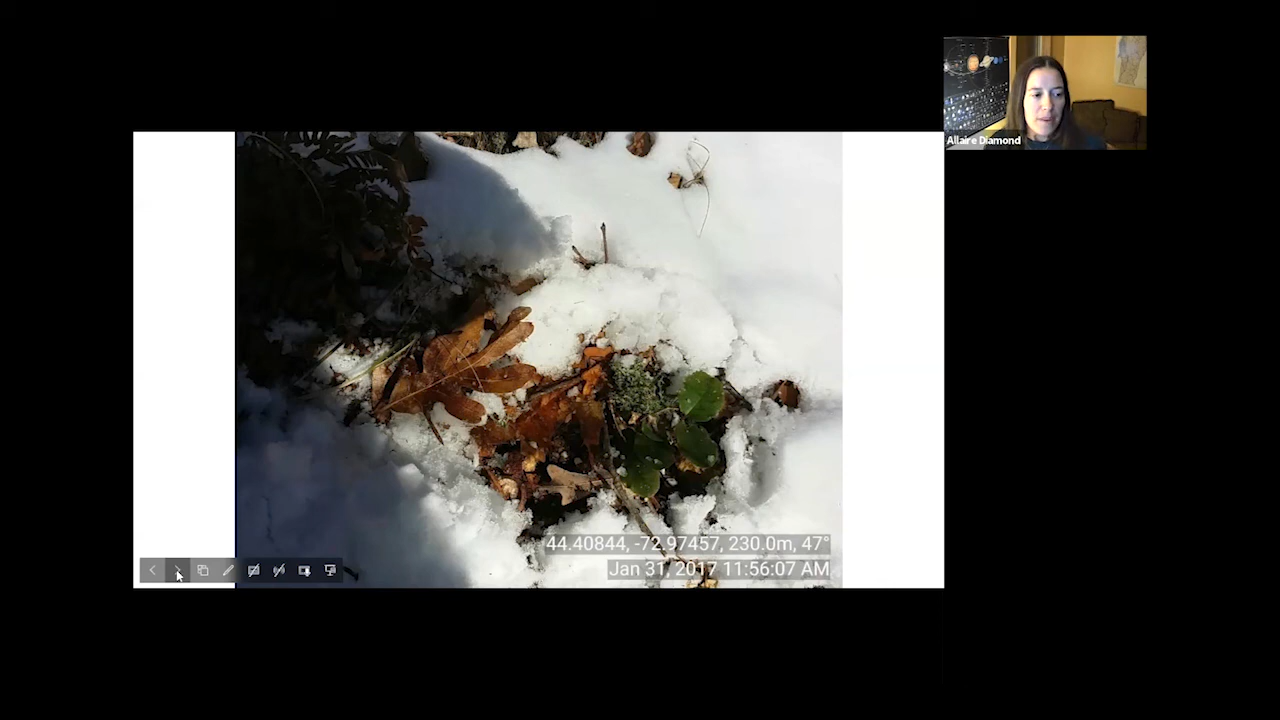 Allaire Diamond
44.40844, -72.97457, 230.0m, 47°
Jan 31, 2017 11:56:07 AM